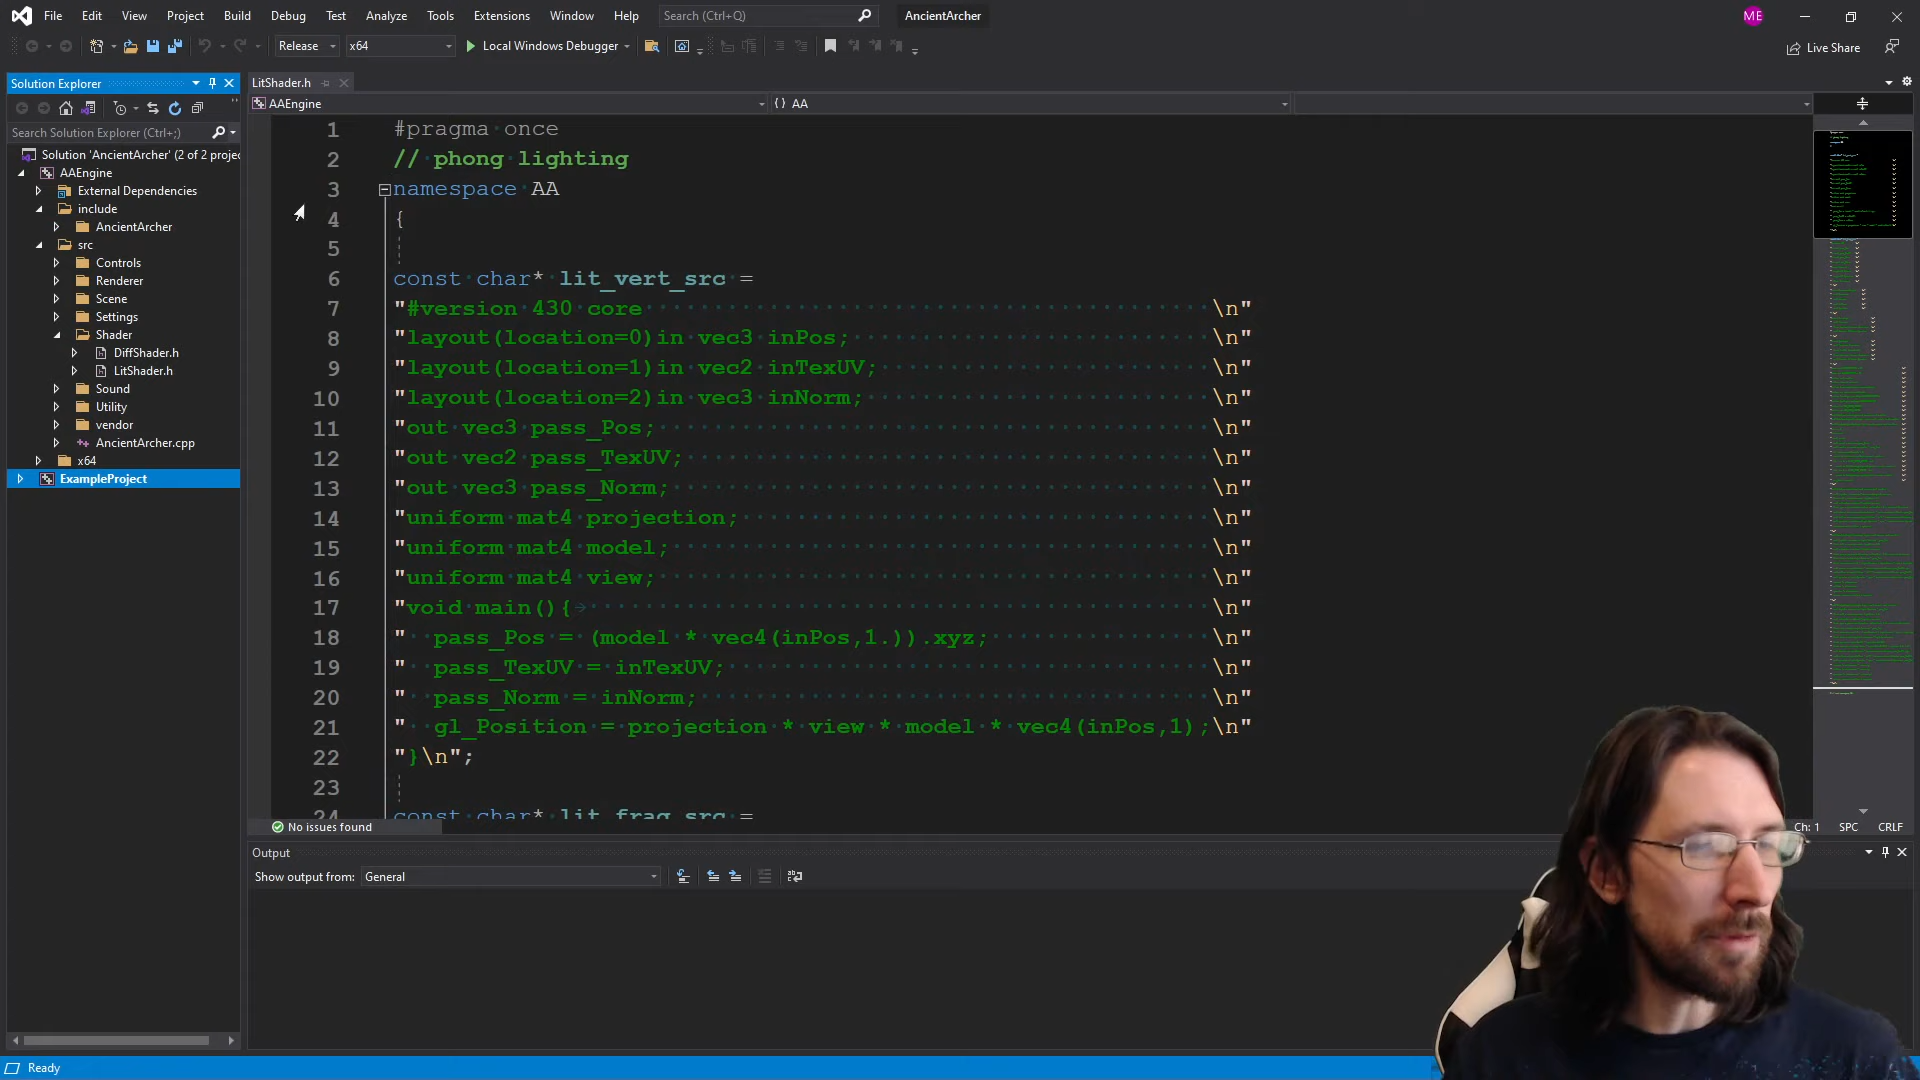 File Edit View Project Build Debug Test Analyze Tools Extensions Window Help Search (Ctrl+Q) AncientArcher ME
Release x64 Local Windows Debugger Live Share
Solution Explorer
Search Solution Explorer (Ctrl+;)
Solution 'AncientArcher' (2 of 2 projec
AAEngine
External Dependencies
include
AncientArcher
src
Controls
Renderer
Scene
Settings
Shader
DiffShader.h
LitShader.h
Sound
Utility
vendor
AncientArcher.cpp
x64
ExampleProject
LitShader.h
AAEngine {} AA
1 #pragma once
2 // phong lighting
3 namespace AA
4 {
5
6 const char* lit_vert_src =
7 "#version 430 core \n"
8 "layout(location=0)in vec3 inPos; \n"
9 "layout(location=1)in vec2 inTexUV; \n"
10 "layout(location=2)in vec3 inNorm; \n"
11 "out vec3 pass_Pos; \n"
12 "out vec2 pass_TexUV; \n"
13 "out vec3 pass_Norm; \n"
14 "uniform mat4 projection; \n"
15 "uniform mat4 model; \n"
16 "uniform mat4 view; \n"
17 "void main(){ \n"
18 "  pass_Pos = (model * vec4(inPos,1.)).xyz; \n"
19 "  pass_TexUV = inTexUV; \n"
20 "  pass_Norm = inNorm; \n"
21 "  gl_Position = projection * view * model * vec4(inPos,1);\n"
22 "}\n";
23
24 const char* lit_frag_src =
No issues found Ch: 1 SPC CRLF
Output
Show output from: General
Ready